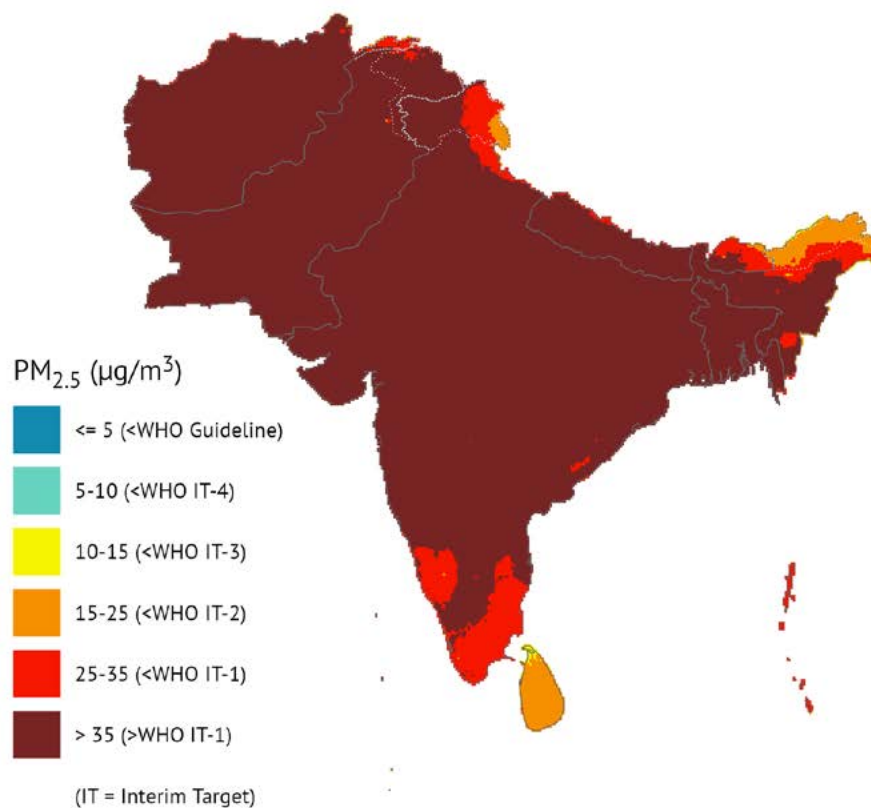 PM2.5 (µg/m3)
<= 5 (<WHO Guideline)
5-10 (<WHO IT-4)
10-15 (<WHO IT-3)
15-25 (<WHO IT-2)
25-35 (<WHO IT-1)
> 35 (>WHO IT-1)
(IT = Interim Target)